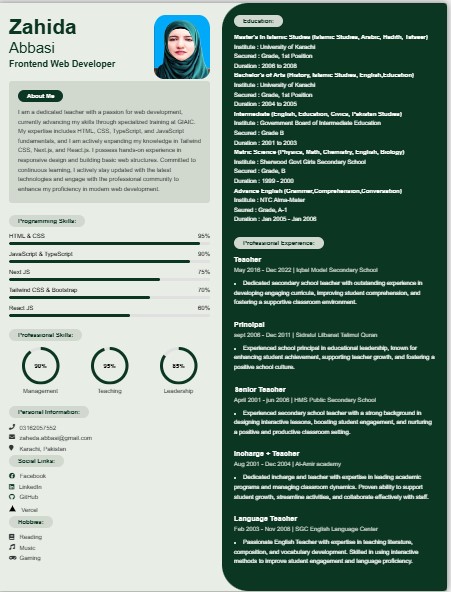 Zahida
Abbasi
Frontend Web Developer
About Me
I am a dedicated teacher with a passion for web development,
currently advancing my skills through specialized training at GIAIC.
My expertise includes HTML, CSS, TypeScript, and JavaScript
fundamentals, and I am actively expanding my knowledge in Tailwind
CSS, Next.js, and React.js. I possess hands-on experience in
responsive design and building basic web structures. Committed to
continuous learning, I actively stay updated with the latest
technologies and engage with the professional community to
enhance my proficiency in modern web development.
Programming Skills:
HTML & CSS 95%
JavaScript & TypeScript 90%
Next JS 75%
Tailwind CSS & Bootstrap 70%
React JS 60%
Professional Skills:
90% 95% 85%
Management Teaching Leadership
Personal Information:
03162057552
zaheda.abbasi@gmail.com
Karachi, Pakistan
Social Links:
Facebook
LinkedIn
GitHub
Vercel
Hobbies:
Reading
Music
Gaming
Education:
Master's in Islamic Studies (Islamic Studies, Arabic, Hadith, Tafseer)
Institute : University of Karachi
Secured : Grade, 1st Position
Duration : 2006 to 2008
Bachelor's of Arts (History, Islamic Studies, English,Education)
Institute : University of Karachi
Secured : Grade, 1st Position
Duration : 2004 to 2005
Intermediate (English, Education, Civics, Pakistan Studies)
Institute : Government Board of Intermediate Education
Secured : Grade B
Duration : 2001 to 2003
Matric Science (Physics, Math, Chemistry, English, Biology)
Institute : Sherwood Govt Girls Secondary School
Secured : Grade, B
Duration : 1999 - 2000
Advance English (Grammer,Comprehension,Conversation)
Institute : NTC Alma-Mater
Secured : Grade, A-1
Duration : Jan 2005 - Jan 2006
Professional Experience:
Teacher
May 2016 - Dec 2022 | Iqbal Model Secondary School
• Dedicated secondary school teacher with outstanding experience in
developing engaging curricula, improving student comprehension, and
fostering a supportive classroom environment.
Principal
sept 2006 - Dec 2011 | Sidratul Talimul Quran
• Experienced school principal in educational leadership, known for
enhancing student achievement, supporting teacher growth, and fostering a
positive school culture.
Senior Teacher
April 2001 - jun 2006 | HMS Public Secondary School
• Experienced secondary school teacher with a strong background in
designing interactive lessons, boosting student engagement, and nurturing
a positive and productive classroom setting.
Incharge + Teacher
Aug 2001 - Dec 2004 | Al-Amir academy
• Dedicated incharge and teacher with expertise in leading academic
programs and managing classroom dynamics. Proven ability to support
student growth, streamline activities, and collaborate effectively with staff.
Language Teacher
Feb 2003 - Nov 2006 | SGC English Language Center
• Passionate English Teacher with expertise in teaching literature,
composition, and vocabulary development. Skilled in using interactive
methods to improve student engagement and language proficiency.